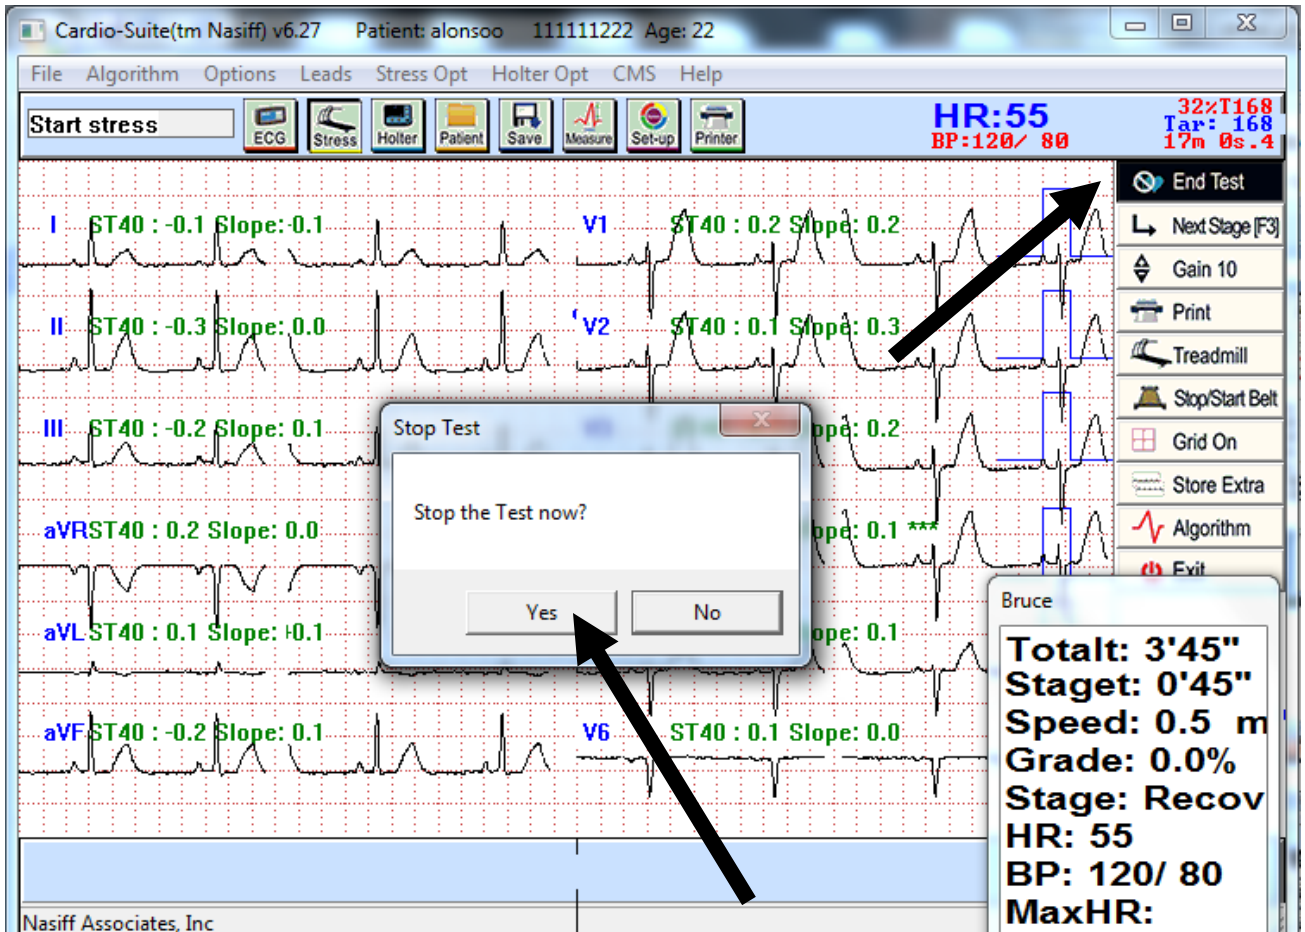 Cardio-Suite(tm Nasiff) v6.27 Patient: alonsoo 111111222 Age: 22
File Algorithm Options Leads Stress Opt Holter Opt CMS Help
Start stress
ECG Stress Holter Patient Save Measure Set-up Printer
HR:55
BP:120/ 80
32%T168
Tar: 168
17m 0s.4
End Test
Next Stage [F3]
Gain 10
Print
Treadmill
Stop/Start Belt
Grid On
Store Extra
Algorithm
Exit
I ST40 : -0.1 Slope: 0.1 V1 ST40 : 0.2 Slope: 0.2
II ST40 : -0.3 Slope: 0.0 V2 ST40 : 0.1 Slope: 0.3
III ST40 : -0.2 Slope: 0.1 ope: 0.2
aVR ST40 : 0.2 Slope: 0.0 ope: 0.1 ***
aVL ST40 : 0.1 Slope: 0.1 ope: 0.1
aVF ST40 : -0.2 Slope: 0.1 V6 ST40 : 0.1 Slope: 0.0
Stop Test
Stop the Test now?
Yes No
Bruce
Totalt: 3'45"
Staget: 0'45"
Speed: 0.5 m
Grade: 0.0%
Stage: Recov
HR: 55
BP: 120/ 80
MaxHR:
Nasiff Associates, Inc